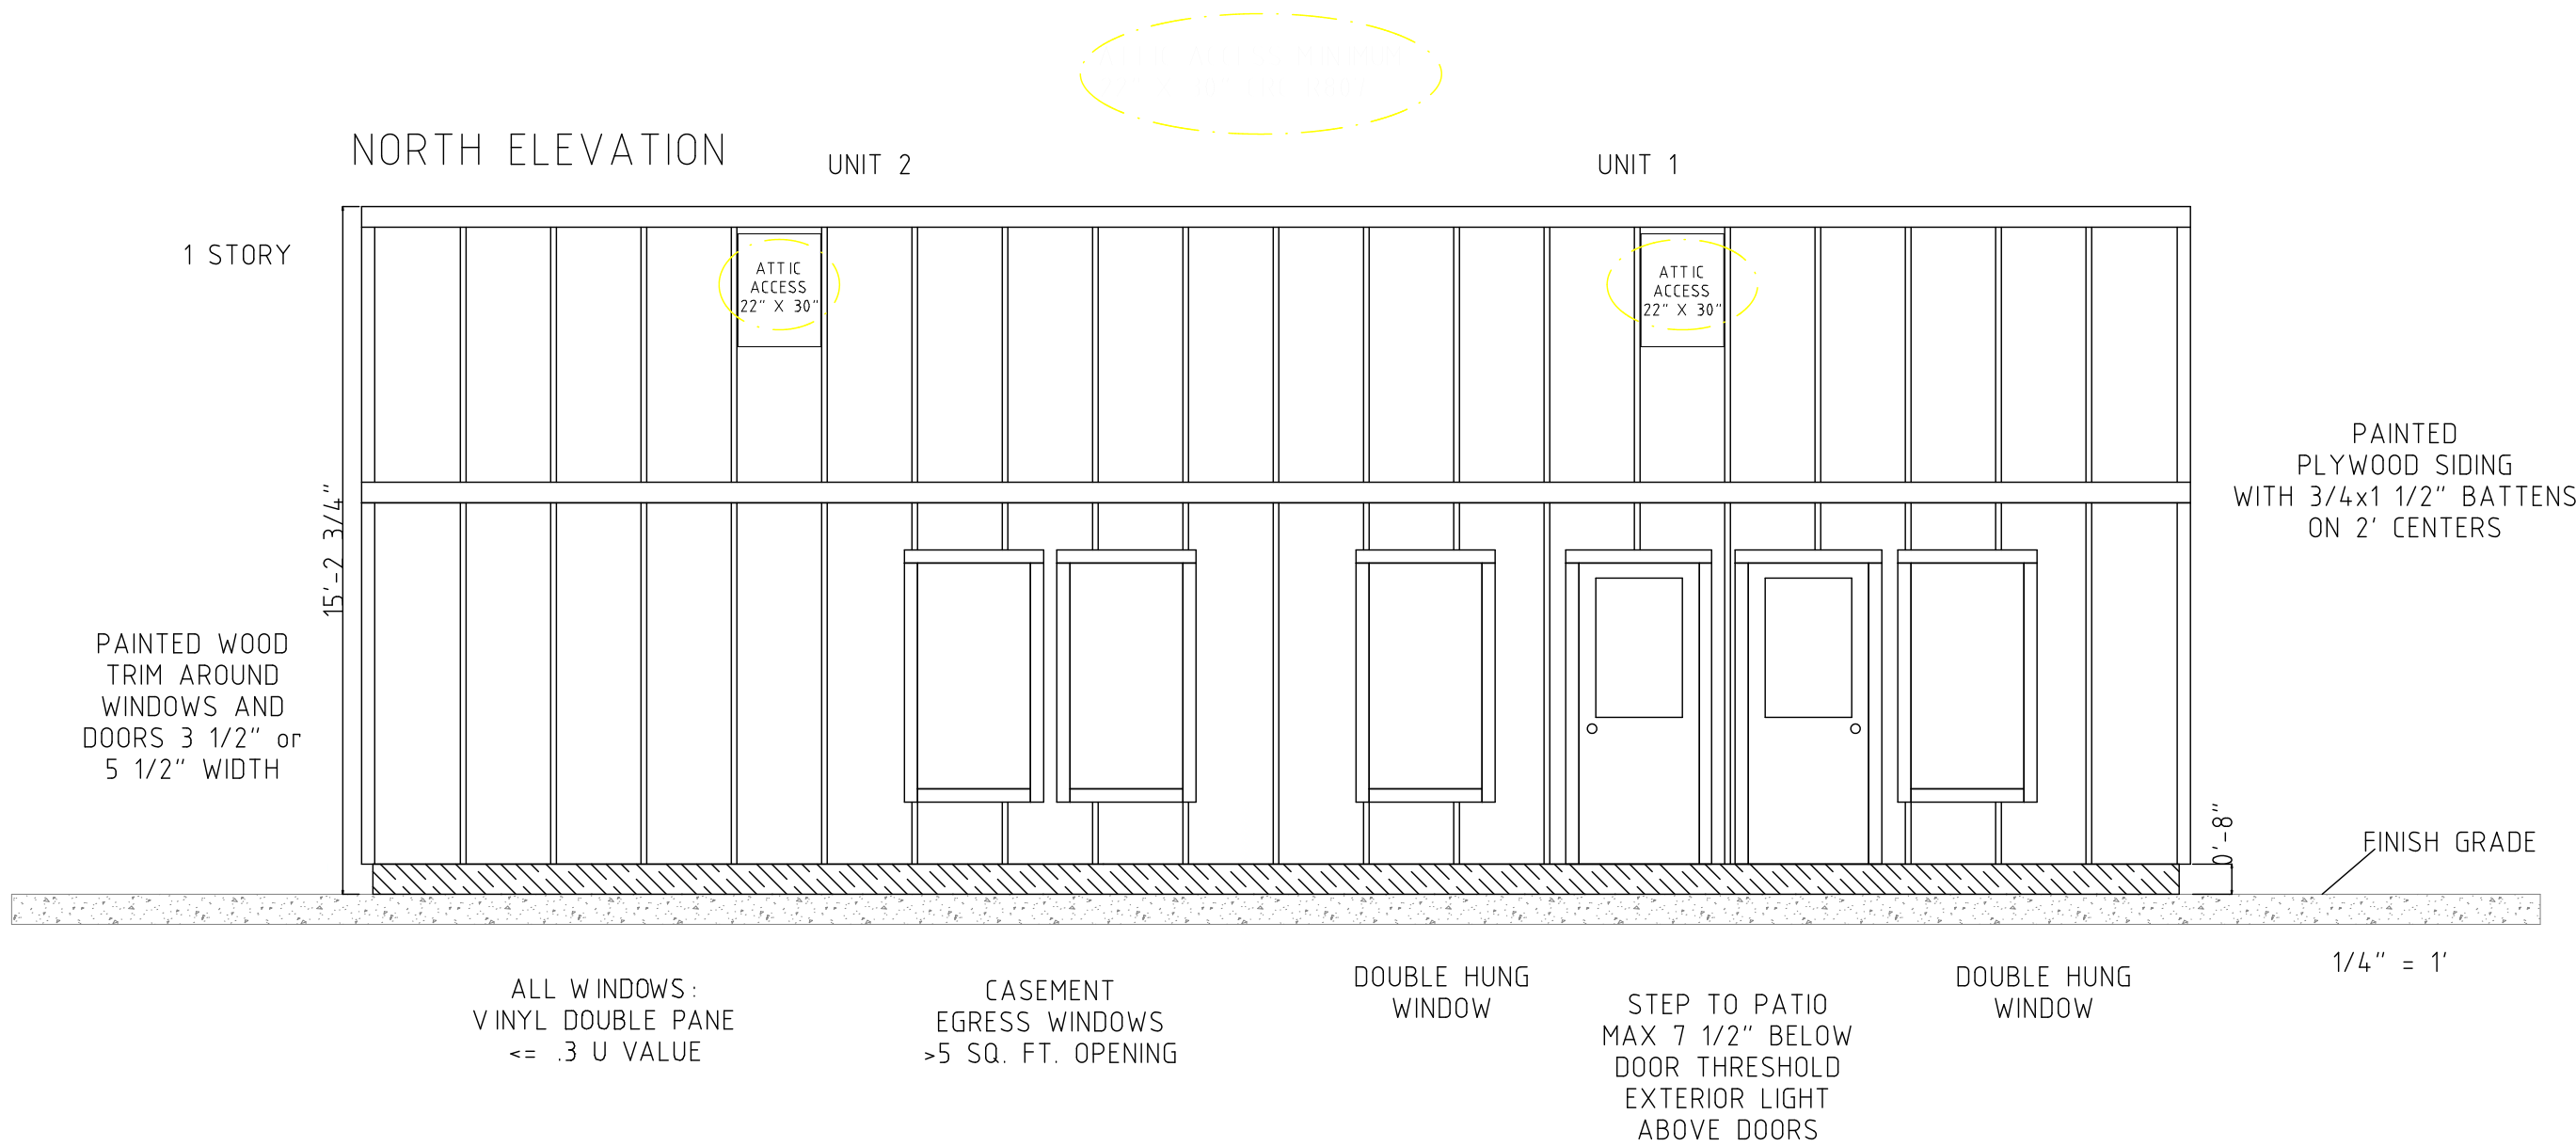 NORTH ELEVATION
UNIT 2
UNIT 1
1 STORY
ATTIC
ACCESS
22" X 30"
ATTIC
ACCESS
22" X 30"
15'-2 3/4"
PAINTED
PLYWOOD SIDING
WITH 3/4x1 1/2" BATTENS
ON 2' CENTERS
PAINTED WOOD
TRIM AROUND
WINDOWS AND
DOORS 3 1/2" or
5 1/2" WIDTH
0'-8"
FINISH GRADE
1/4" = 1'
ALL WINDOWS:
VINYL DOUBLE PANE
<= .3 U VALUE
CASEMENT
EGRESS WINDOWS
>5 SQ. FT. OPENING
DOUBLE HUNG
WINDOW
STEP TO PATIO
MAX 7 1/2" BELOW
DOOR THRESHOLD
EXTERIOR LIGHT
ABOVE DOORS
DOUBLE HUNG
WINDOW